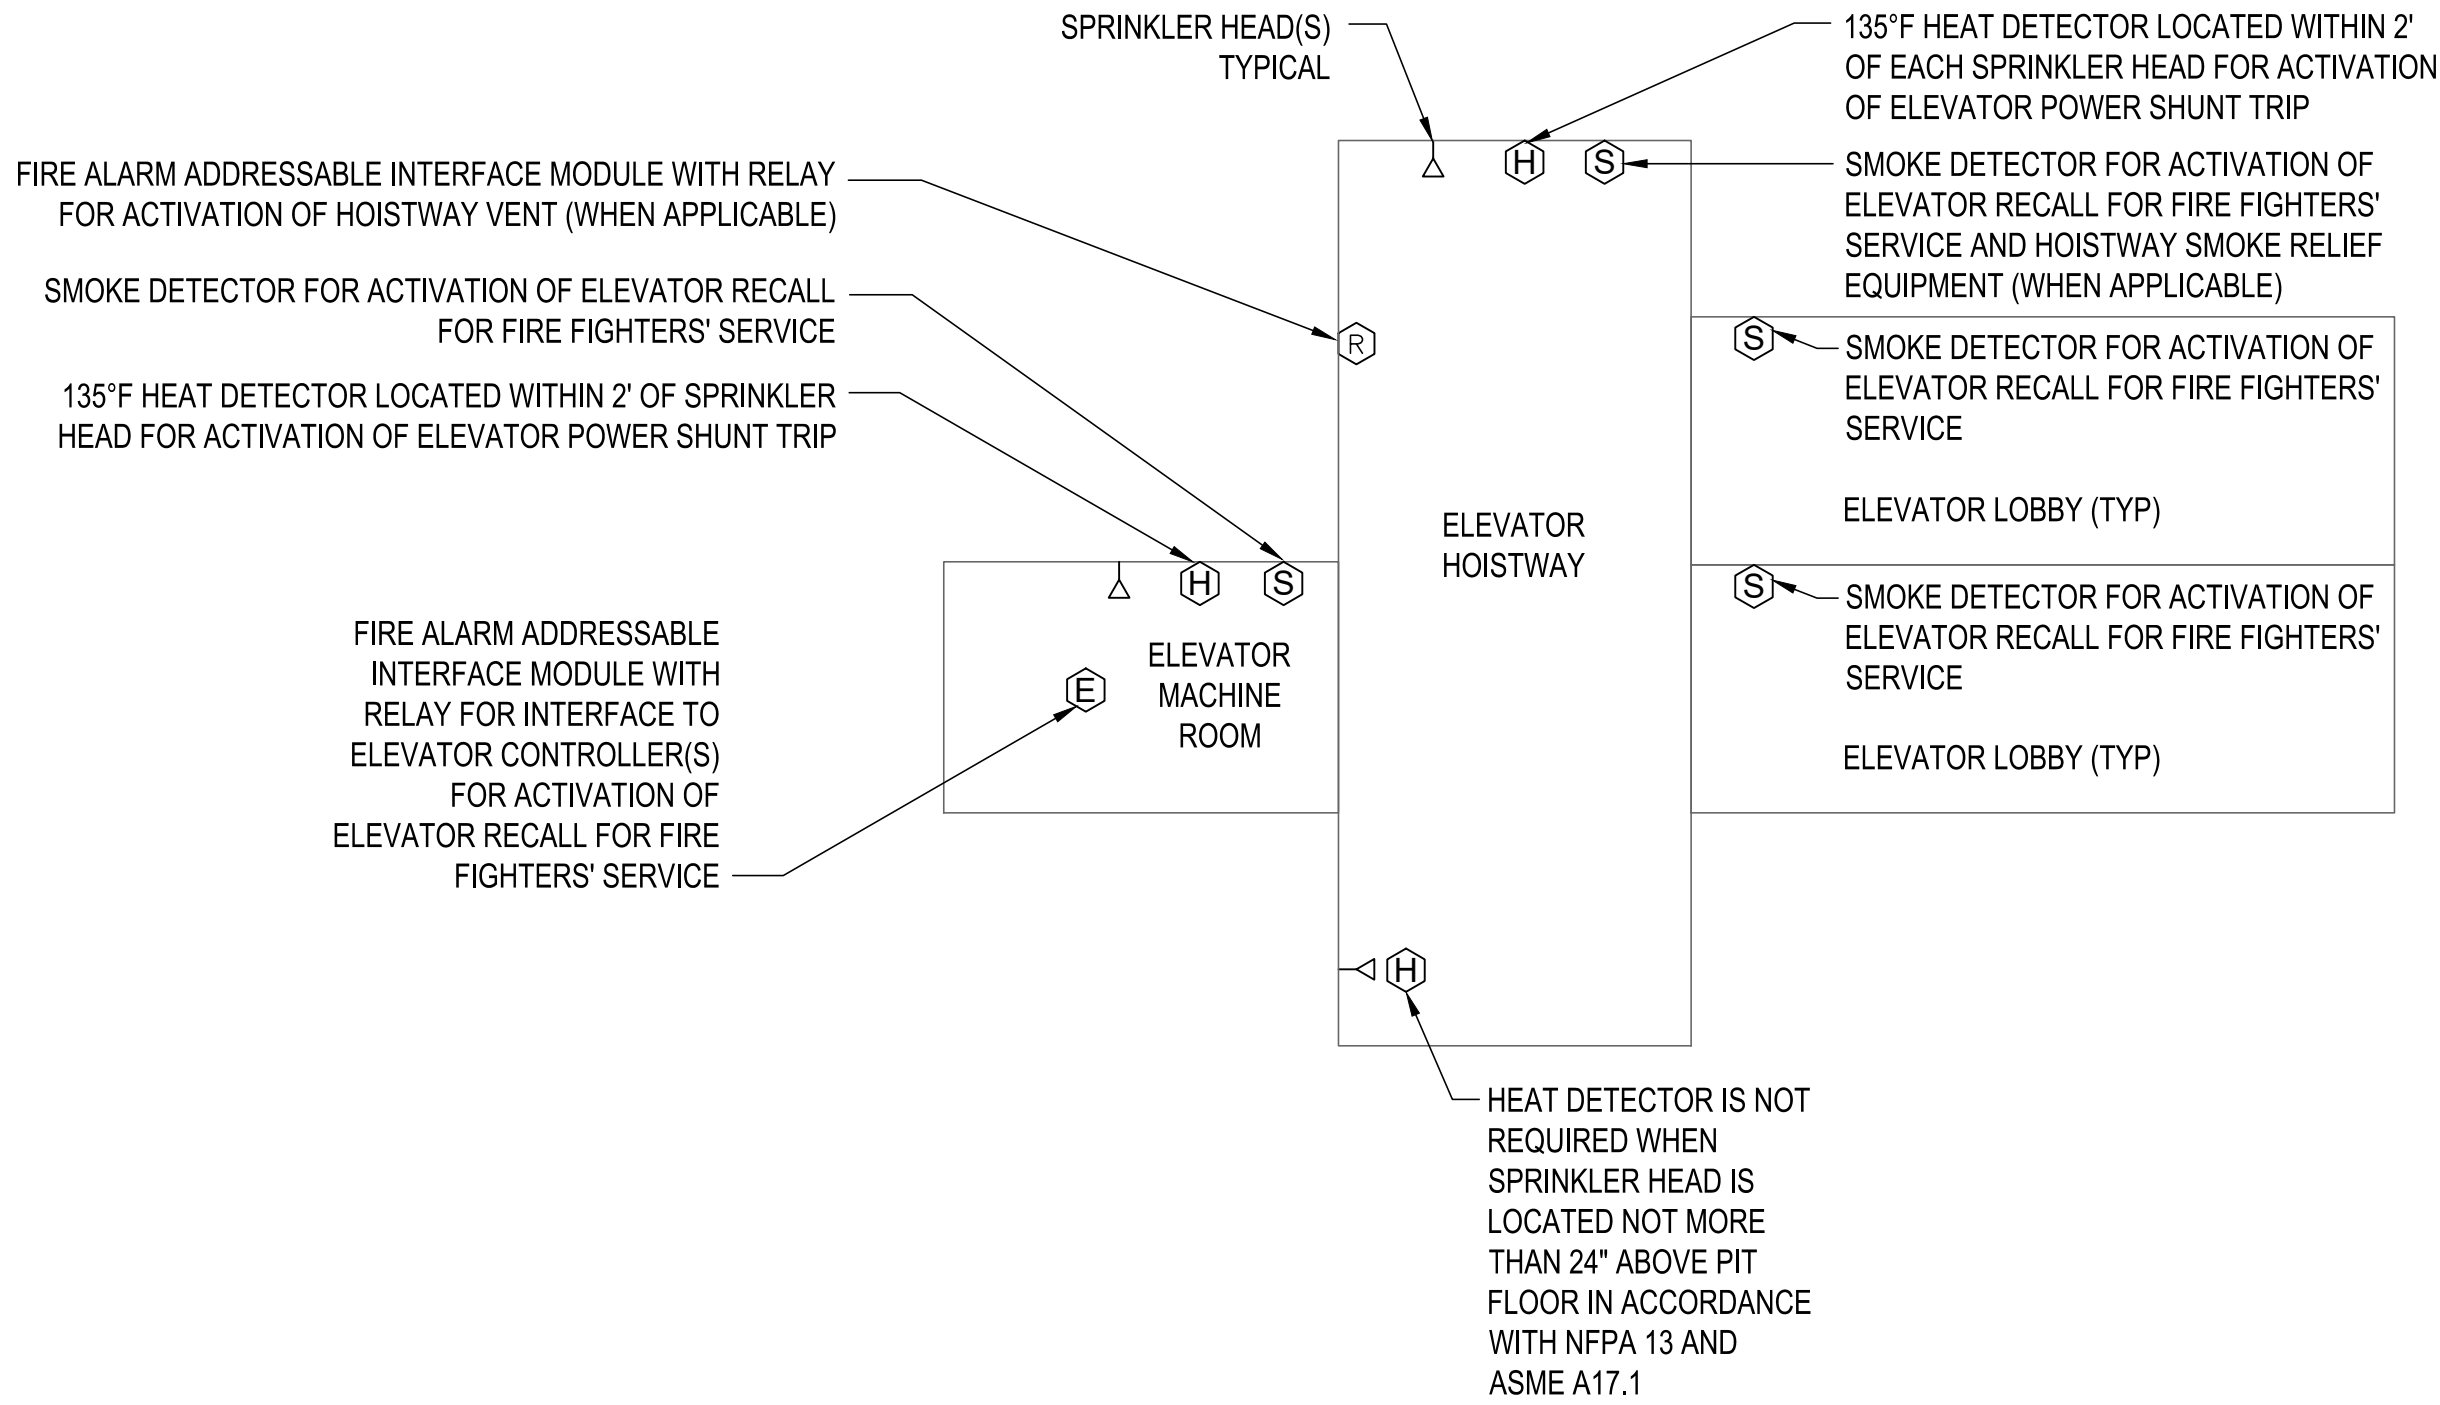 SPRINKLER HEAD(S)
TYPICAL
135°F HEAT DETECTOR LOCATED WITHIN 2'
OF EACH SPRINKLER HEAD FOR ACTIVATION
OF ELEVATOR POWER SHUNT TRIP
FIRE ALARM ADDRESSABLE INTERFACE MODULE WITH RELAY
FOR ACTIVATION OF HOISTWAY VENT (WHEN APPLICABLE)
H
S
SMOKE DETECTOR FOR ACTIVATION OF
ELEVATOR RECALL FOR FIRE FIGHTERS'
SERVICE AND HOISTWAY SMOKE RELIEF
EQUIPMENT (WHEN APPLICABLE)
SMOKE DETECTOR FOR ACTIVATION OF ELEVATOR RECALL
FOR FIRE FIGHTERS' SERVICE
R
S
SMOKE DETECTOR FOR ACTIVATION OF
ELEVATOR RECALL FOR FIRE FIGHTERS'
SERVICE
135°F HEAT DETECTOR LOCATED WITHIN 2' OF SPRINKLER
HEAD FOR ACTIVATION OF ELEVATOR POWER SHUNT TRIP
ELEVATOR LOBBY (TYP)
ELEVATOR
HOISTWAY
H
S
S
SMOKE DETECTOR FOR ACTIVATION OF
ELEVATOR RECALL FOR FIRE FIGHTERS'
SERVICE
FIRE ALARM ADDRESSABLE
INTERFACE MODULE WITH
RELAY FOR INTERFACE TO
ELEVATOR CONTROLLER(S)
FOR ACTIVATION OF
ELEVATOR RECALL FOR FIRE
FIGHTERS' SERVICE
E
ELEVATOR
MACHINE
ROOM
ELEVATOR LOBBY (TYP)
H
HEAT DETECTOR IS NOT
REQUIRED WHEN
SPRINKLER HEAD IS
LOCATED NOT MORE
THAN 24" ABOVE PIT
FLOOR IN ACCORDANCE
WITH NFPA 13 AND
ASME A17.1